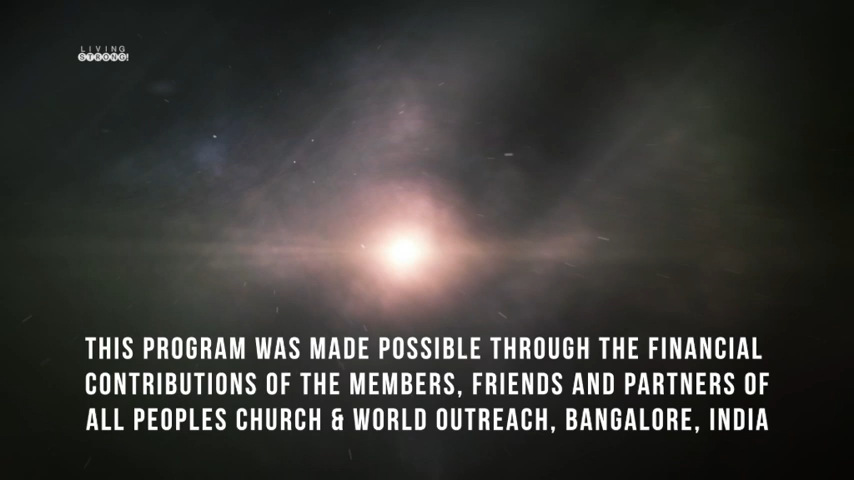 LIVING
STRONG!
THIS PROGRAM WAS MADE POSSIBLE THROUGH THE FINANCIAL
CONTRIBUTIONS OF THE MEMBERS, FRIENDS AND PARTNERS OF
ALL PEOPLES CHURCH & WORLD OUTREACH, BANGALORE, INDIA